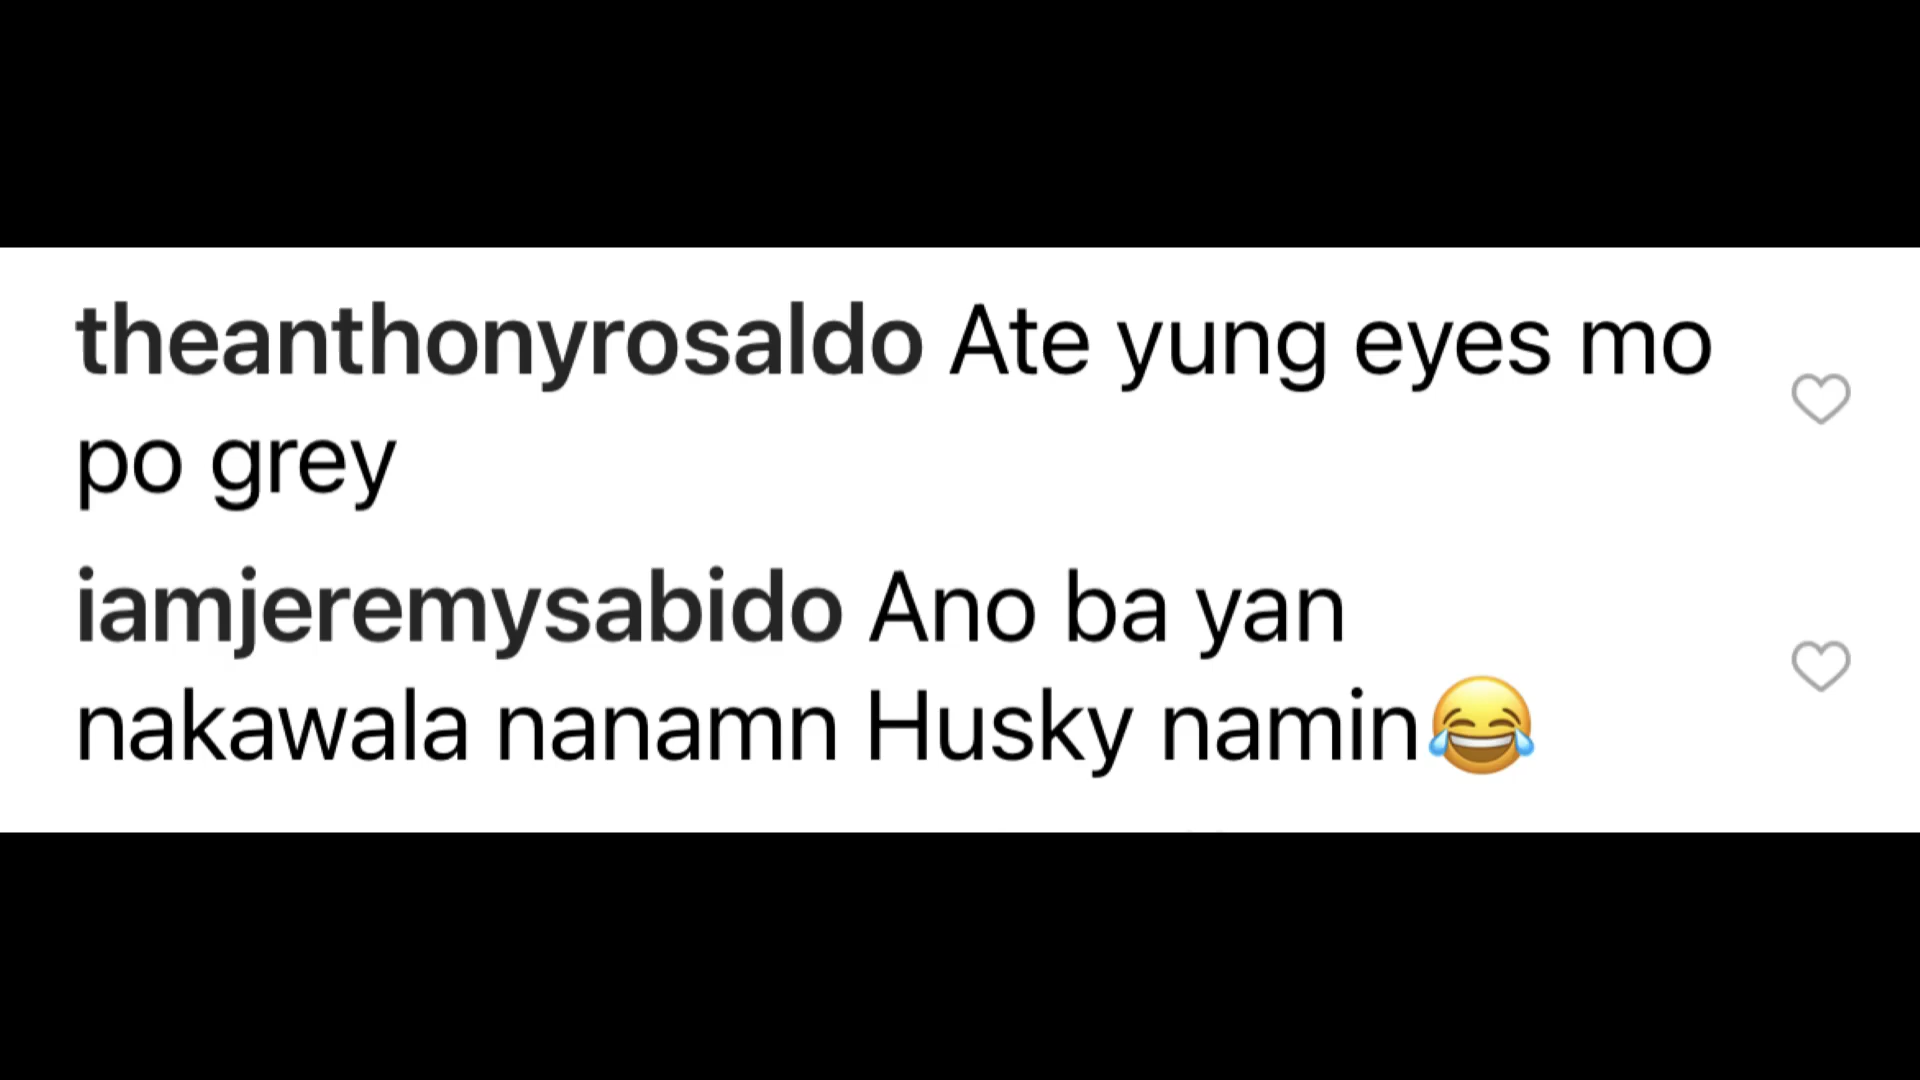 theanthonyrosaldo Ate yung eyes mo
po grey
iamjeremysabido Ano ba yan
nakawala nanamn Husky namin😂